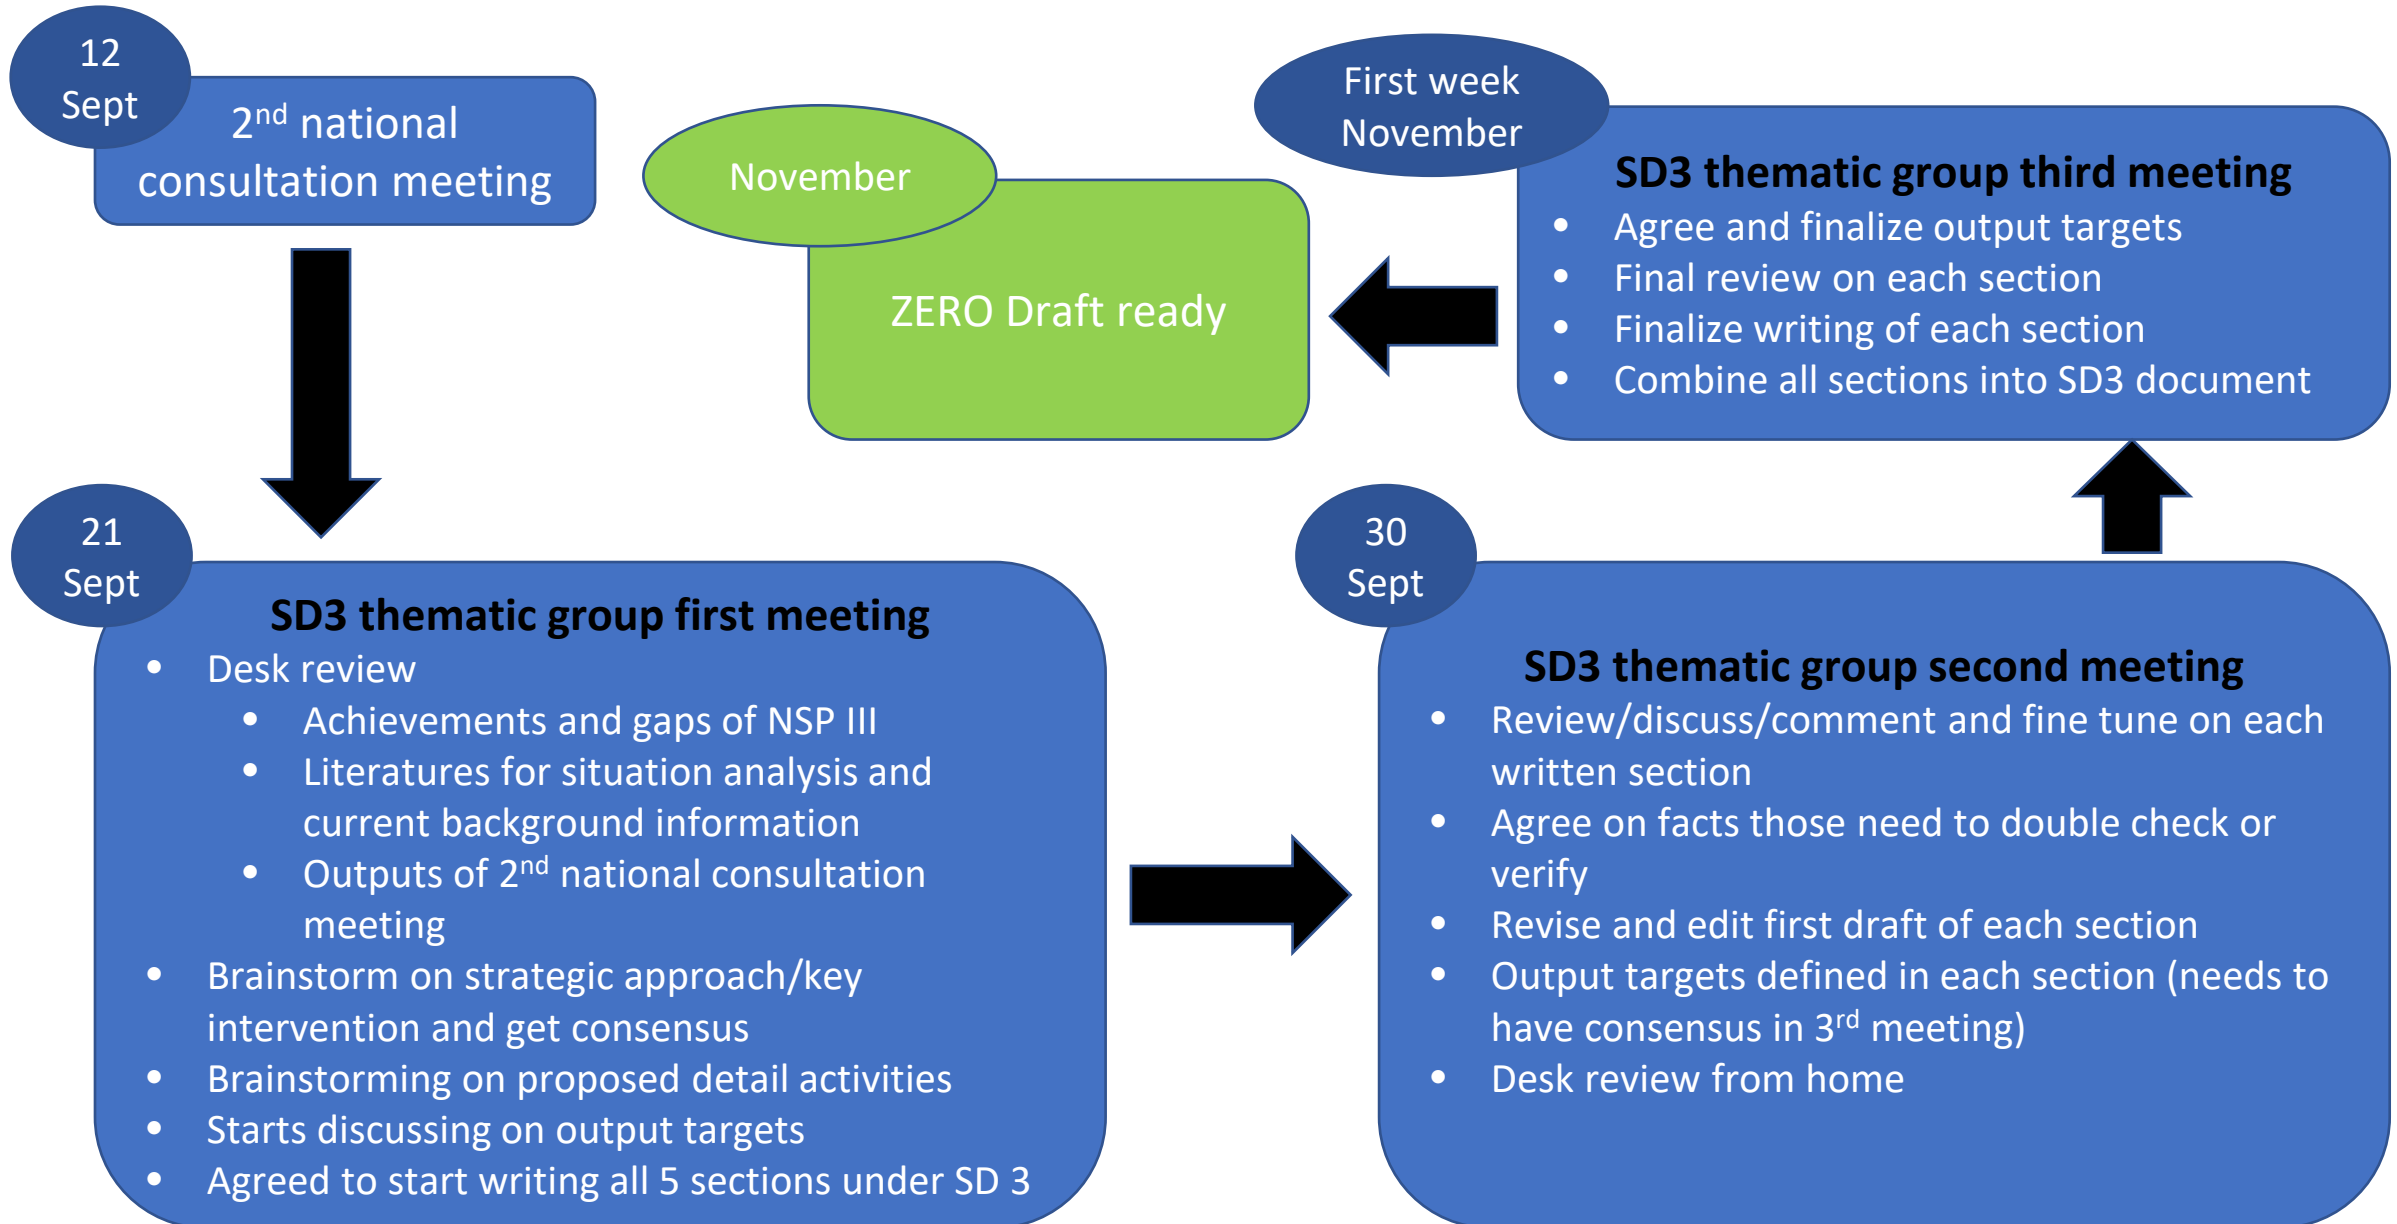 12
Sept
2nd national
consultation meeting
21
Sept
SD3 thematic group first meeting
• Desk review
• Achievements and gaps of NSP III
• Literatures for situation analysis and
current background information
• Outputs of 2nd national consultation
meeting
• Brainstorm on strategic approach/key
intervention and get consensus
• Brainstorming on proposed detail activities
• Starts discussing on output targets
• Agreed to start writing all 5 sections under SD 3
30
Sept
SD3 thematic group second meeting
• Review/discuss/comment and fine tune on each
written section
• Agree on facts those need to double check or
verify
• Revise and edit first draft of each section
• Output targets defined in each section (needs to
have consensus in 3rd meeting)
• Desk review from home
First week
November
SD3 thematic group third meeting
• Agree and finalize output targets
• Final review on each section
• Finalize writing of each section
• Combine all sections into SD3 document
November
ZERO Draft ready